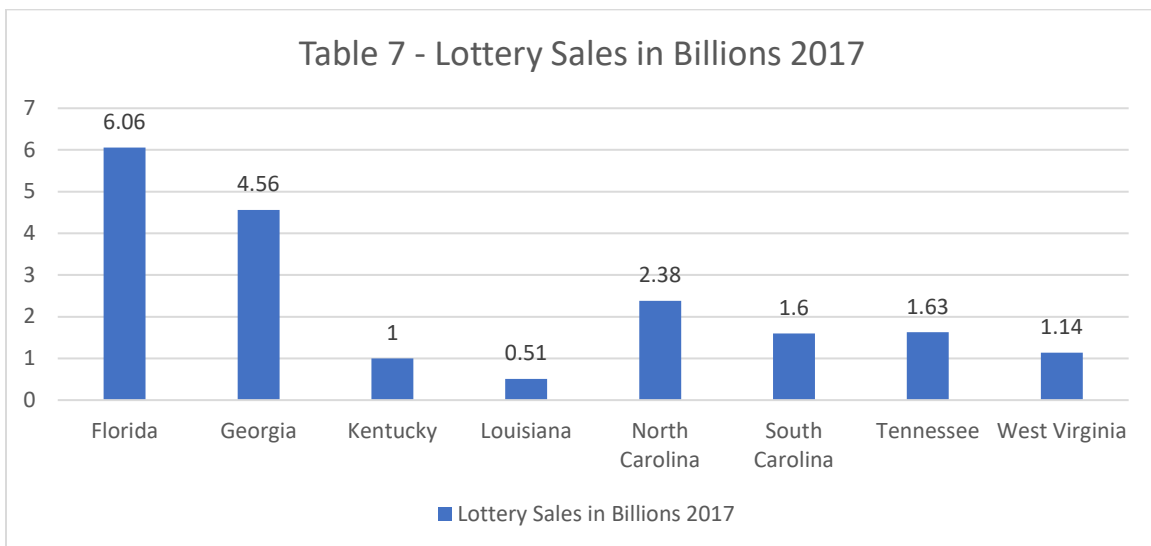 Table 7 - Lottery Sales in Billions 2017
7
6
5
4
3
2
1
0
6.06
4.56
1
0.51
2.38
1.6
1.63
1.14
Florida
Georgia
Kentucky
Louisiana
North
Carolina
South
Carolina
Tennessee
West Virginia
Lottery Sales in Billions 2017